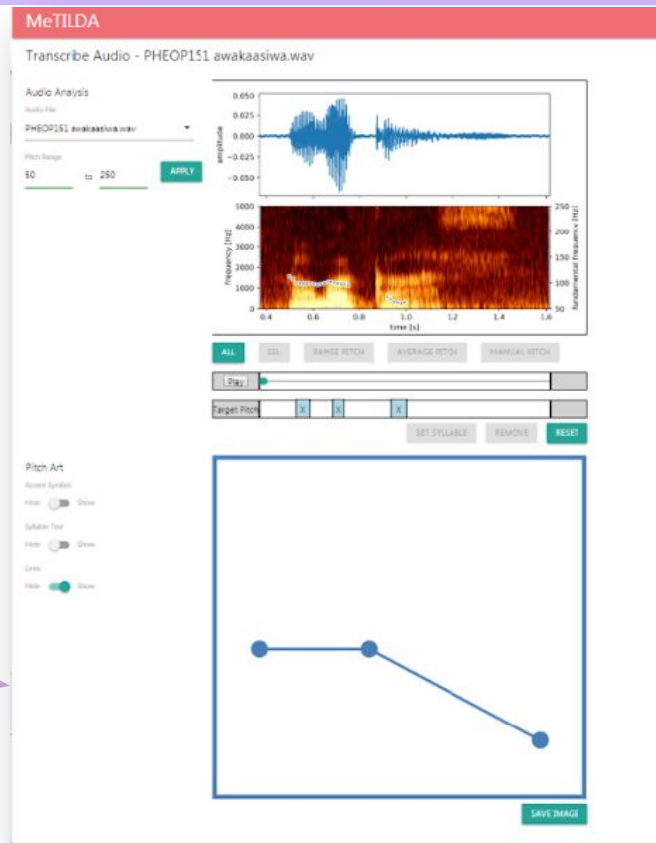 MeTILDA
Transcribe Audio - PHEOP151 awakaasiwa.wav
Audio Analysis
Audio File
PHEOP151 awakaasiwa.wav
Pitch Range
50 to 250 APPLY
0.050
0.025
0.000
−0.025
−0.050
amplitude
5000
4000
3000
2000
1000
0
frequency [Hz]
250
200
150
100
50
fundamental frequency [Hz]
0.4 0.6 0.8 1.0 1.2 1.4 1.6
time [s]
ALL SEL RANGE PITCH AVERAGE PITCH MANUAL PITCH
Play
Target Pitch X X X
SET SYLLABLE REMOVE RESET
Pitch Art
Accent Symbol
Hide Show
Syllable Text
Hide Show
Lines
Hide Show
SAVE IMAGE